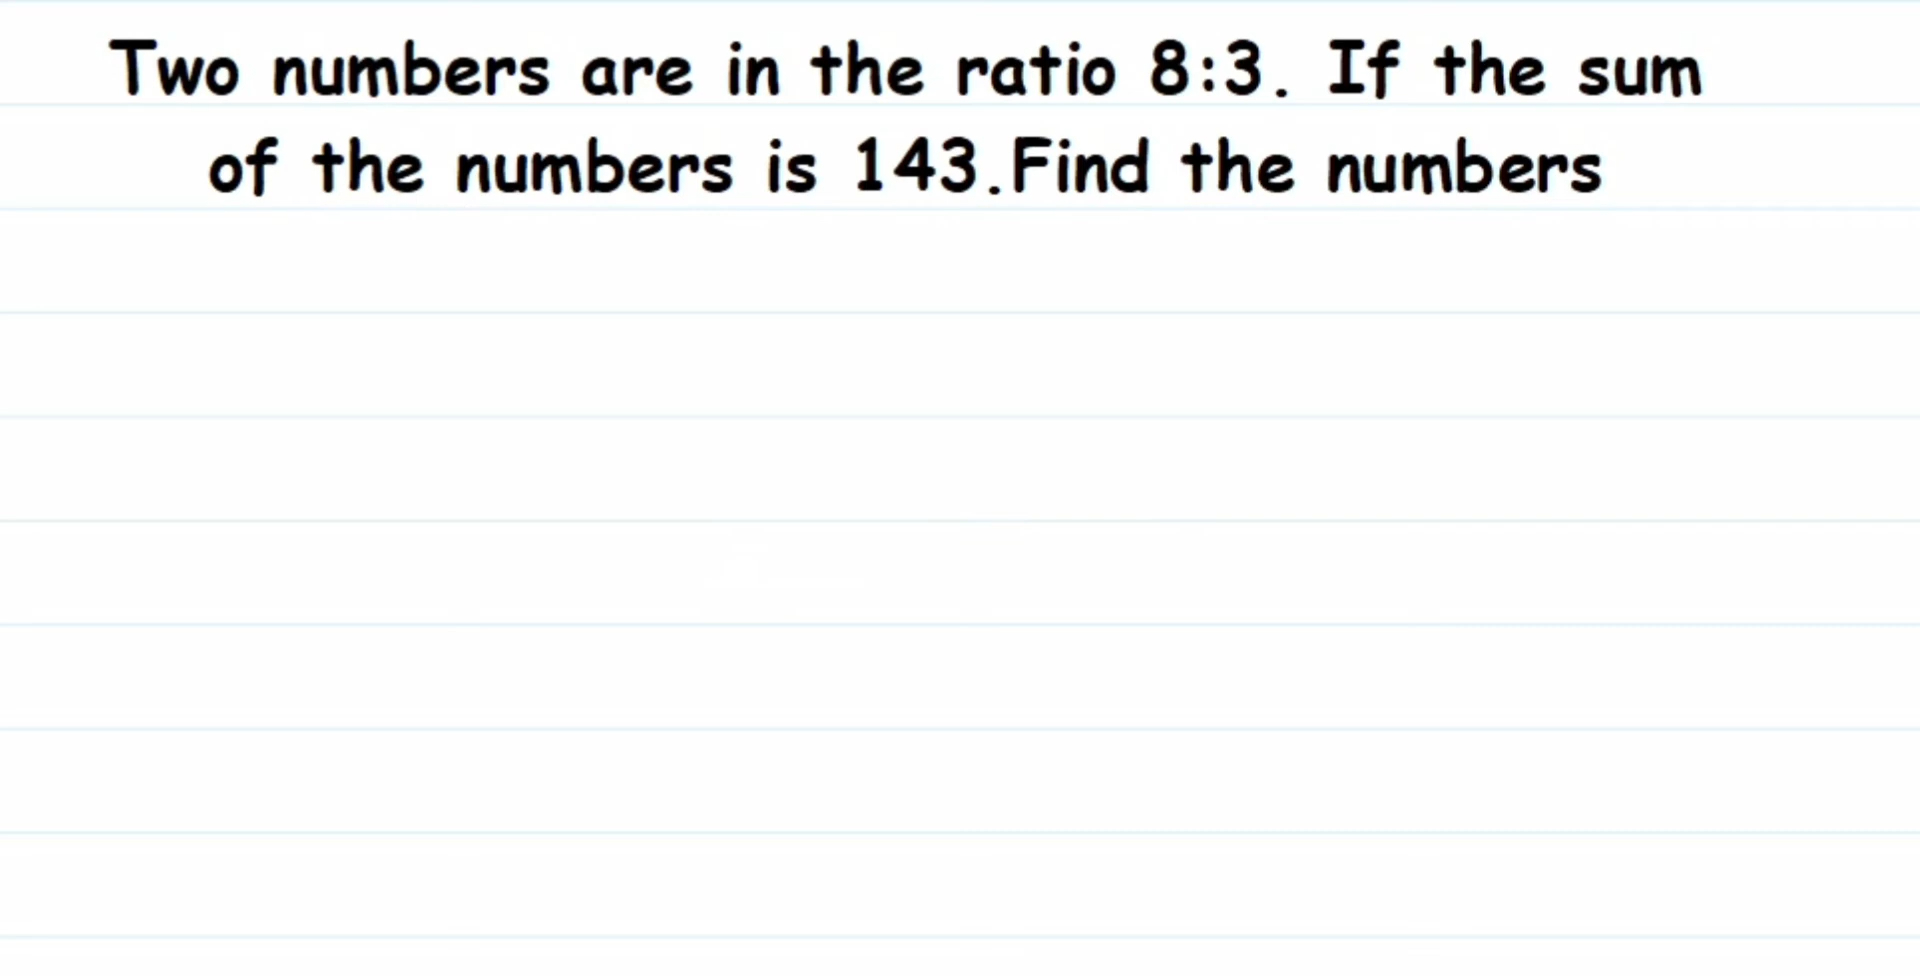 Two numbers are in the ratio 8:3. If the sum
of the numbers is 143.Find the numbers